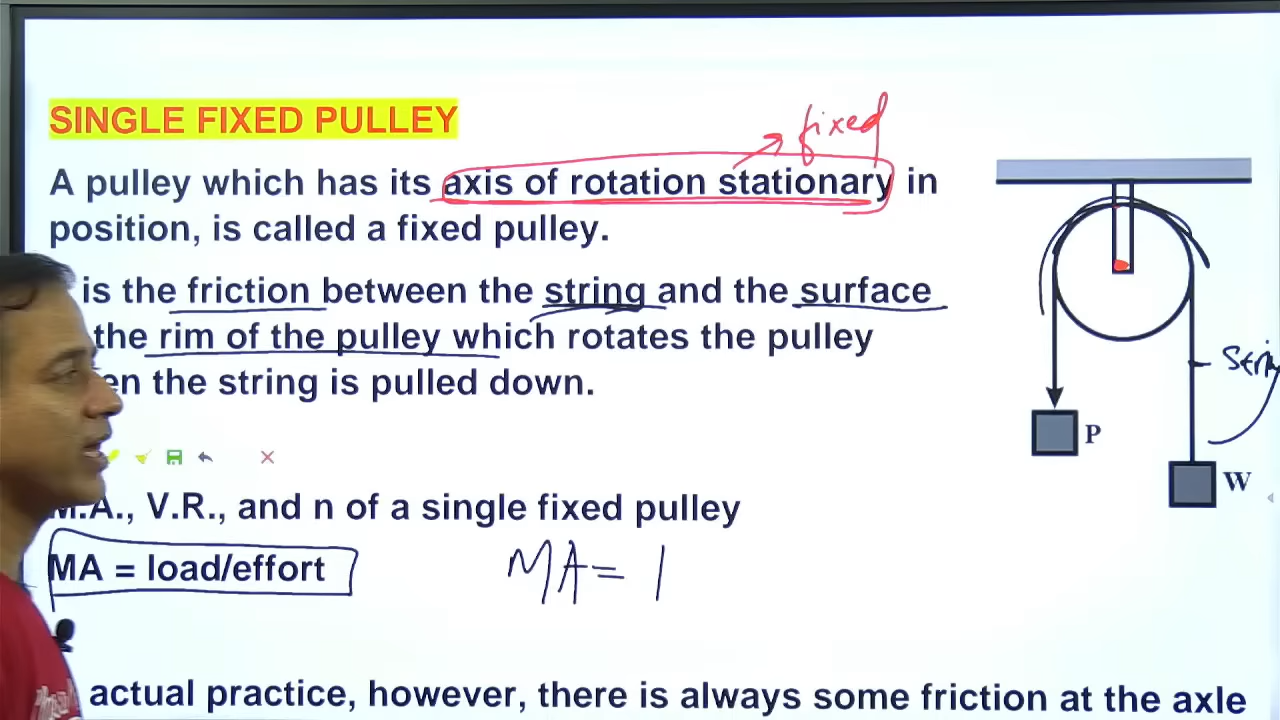 SINGLE FIXED PULLEY
fixed
A pulley which has its axis of rotation stationary in
position, is called a fixed pulley.
is the friction between the string and the surface
the rim of the pulley which rotates the pulley
en the string is pulled down.
Stri
P
W
M.A., V.R., and n of a single fixed pulley
MA = load/effort
MA = 1
actual practice, however, there is always some friction at the axle